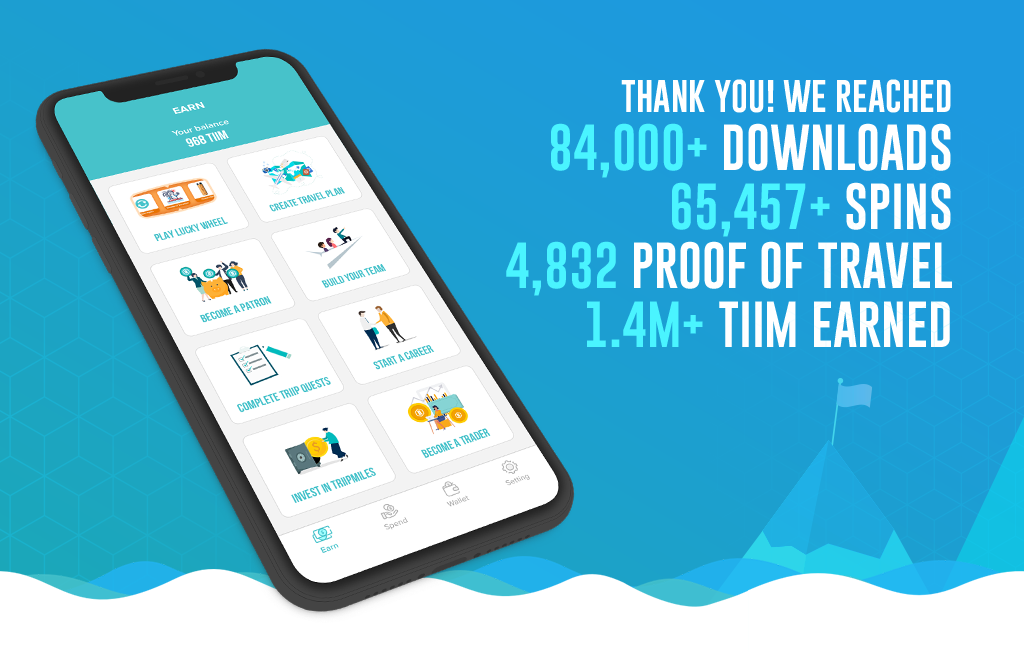 EARN
Your balance
968 TIIM
PLAY LUCKY WHEEL
CREATE TRAVEL PLAN
BECOME A PATRON
BUILD YOUR TEAM
COMPLETE TRIIP QUESTS
START A CAREER
INVEST IN TRIIPMILES
BECOME A TRADER
Earn
Spend
Wallet
Setting
THANK YOU! WE REACHED
84,000+ DOWNLOADS
65,457+ SPINS
4,832 PROOF OF TRAVEL
1.4M+ TIIM EARNED